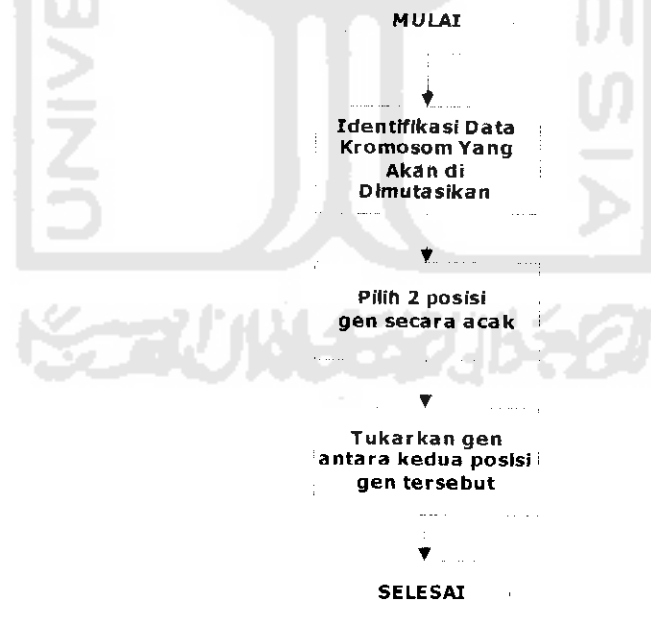 MULAI
Identifikasi Data
Kromosom Yang
Akan di
Dimutasikan
Pilih 2 posisi
gen secara acak
Tukarkan gen
antara kedua posisi
gen tersebut
SELESAI